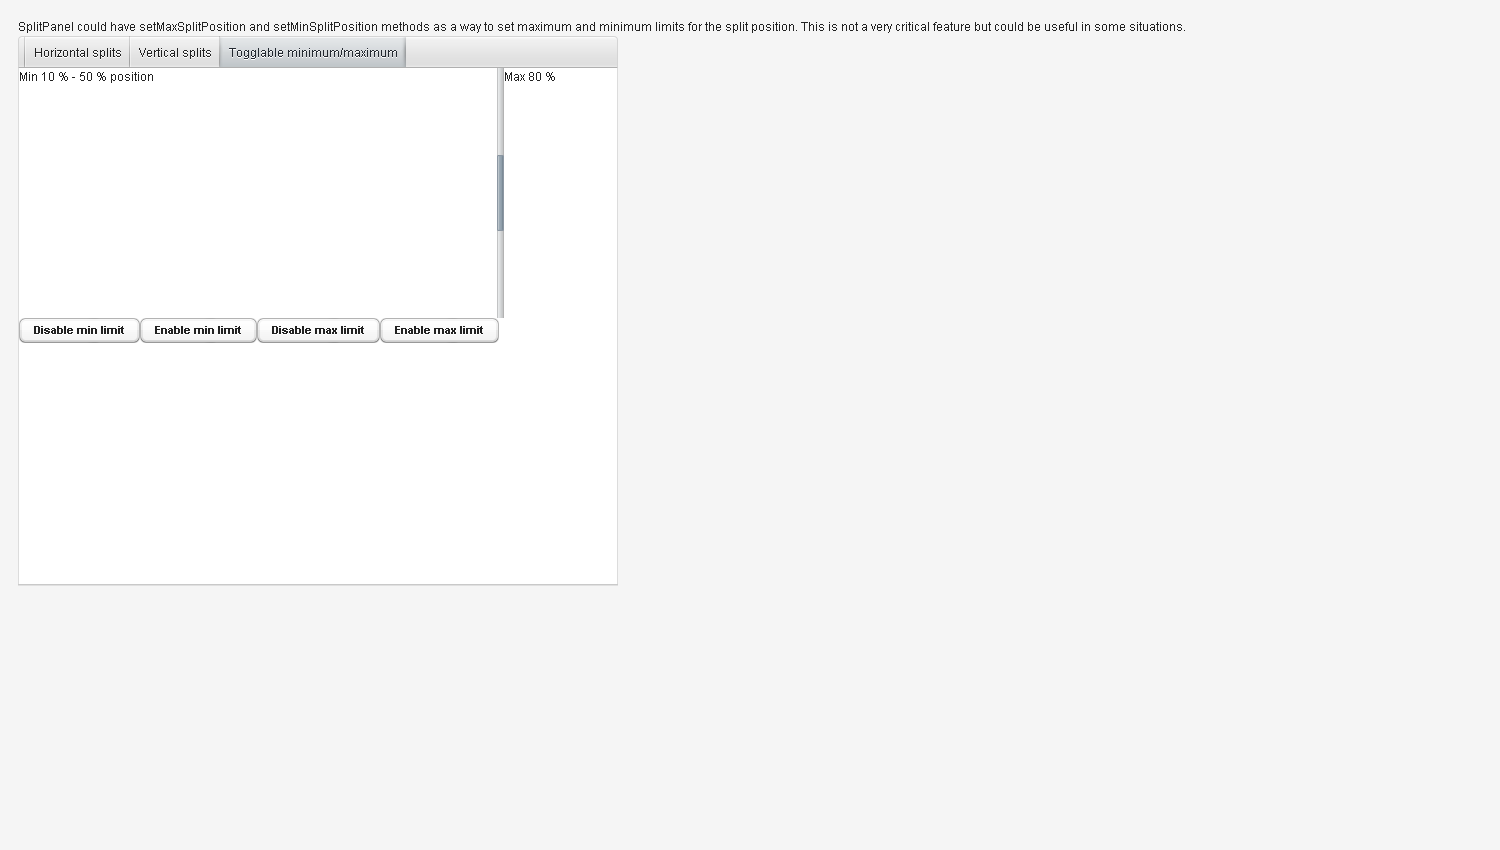 SplitPanel could have setMaxSplitPosition and setMinSplitPosition methods as a way to set maximum and minimum limits for the split position. This is not a very critical feature but could be useful in some situations.
Horizontal splits Vertical splits Togglable minimum/maximum
Min 10 % - 50 % position Max 80 %
Disable min limit Enable min limit Disable max limit Enable max limit